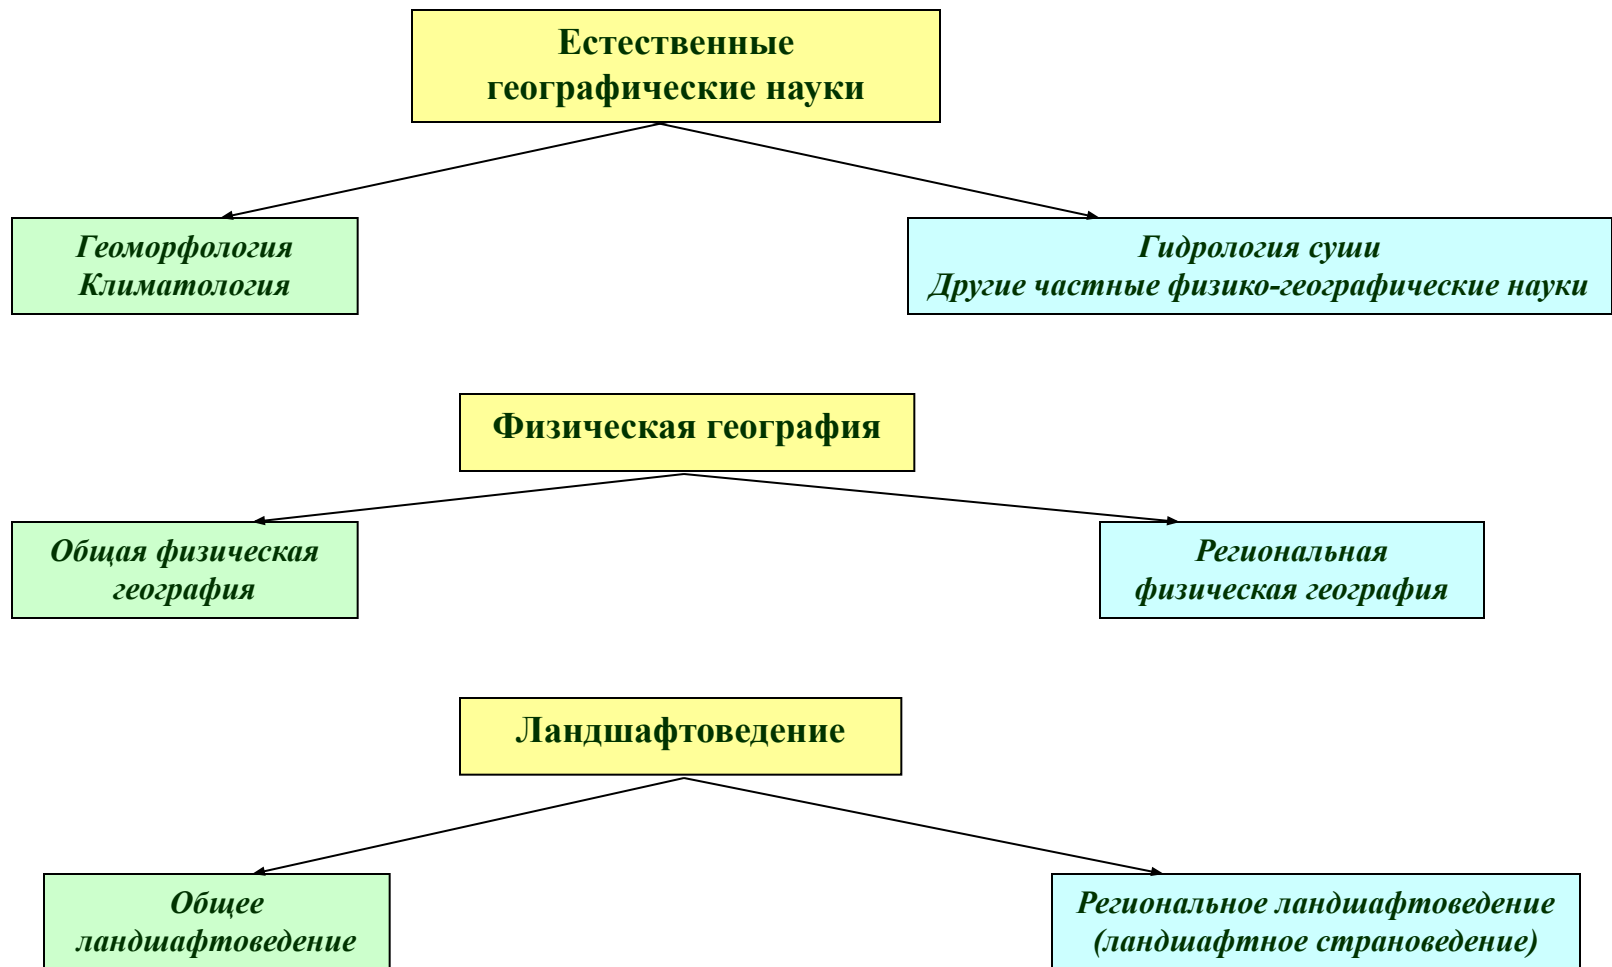 Естественные
географические науки
Геоморфология
Климатология
Гидрология суши
Другие частные физико-географические науки
Физическая география
Общая физическая
география
Региональная
физическая география
Ландшафтоведение
Общее
ландшафтоведение
Региональное ландшафтоведение
(ландшафтное страноведение)